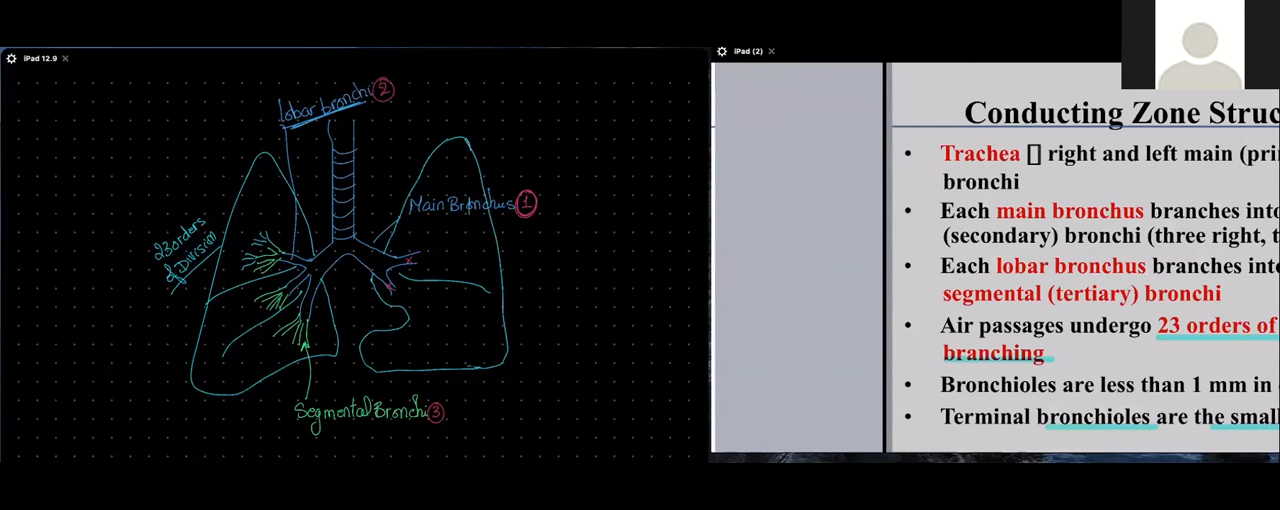 iPad 12.9
lobar bronchi 2
Main Bronchus 1
23 orders
of Division
Segmental Bronchi 3
iPad (2)
Conducting Zone Struc
• Trachea [] right and left main (pri
bronchi
• Each main bronchus branches into
(secondary) bronchi (three right, t
• Each lobar bronchus branches into
segmental (tertiary) bronchi
• Air passages undergo 23 orders of
branching
• Bronchioles are less than 1 mm in
• Terminal bronchioles are the small